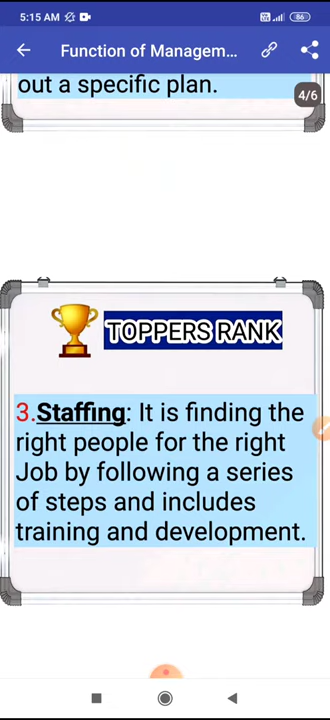 5:15 AM
86
Function of Managem...
out a specific plan.
4/6
TOPPERS RANK
3.Staffing: It is finding the
right people for the right
Job by following a series
of steps and includes
training and development.